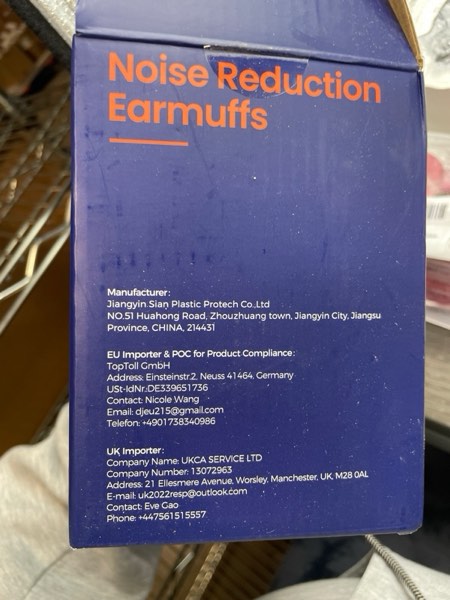 Noise Reduction
Earmuffs
Manufacturer:
Jiangyin Sian Plastic Protech Co.,Ltd
NO.51 Huahong Road, Zhouzhuang town, Jiangyin City, Jiangsu
Province, CHINA, 214431
EU Importer & POC for Product Compliance:
TopToll GmbH
Address: Einsteinstr.2, Neuss 41464, Germany
USt-IdNr.:DE339651736
Contact: Nicole Wang
Email: djeu215@gmail.com
Telefon: +4901738340986
UK Importer:
Company Name: UKCA SERVICE LTD
Company Number: 13072963
Address: 21 Ellesmere Avenue, Worsley, Manchester, UK, M28 0AL
E-mail: uk2022resp@outlook.com
Contact: Eve Gao
Phone: +447561515557